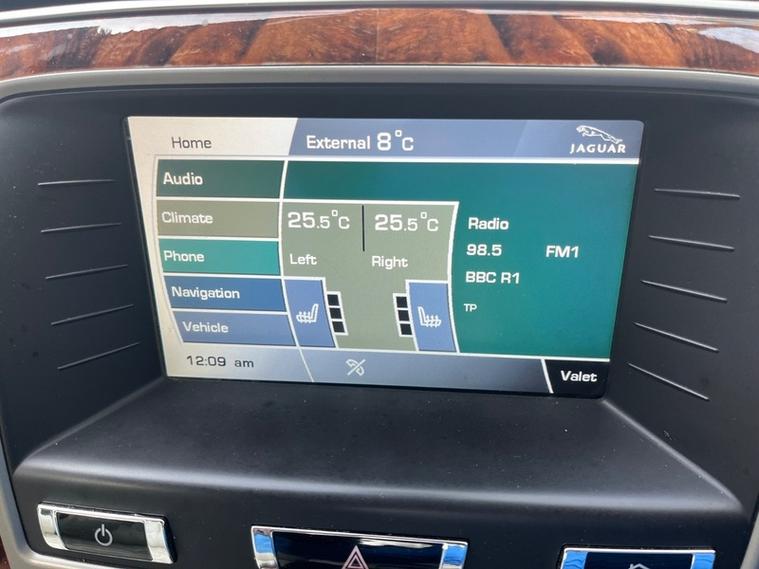 Home
External 8°C
JAGUAR
Audio
Climate
25.5°C
25.5°C
Left
Right
Phone
Navigation
Vehicle
Radio
98.5
FM1
BBC R1
TP
12:09 am
Valet